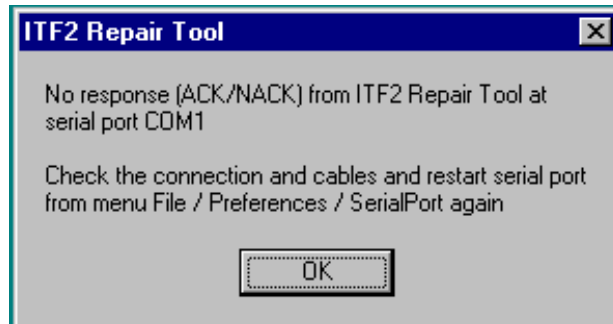 ITF2 Repair Tool
No response (ACK/NACK) from ITF2 Repair Tool at
serial port COM1
Check the connection and cables and restart serial port
from menu File / Preferences / SerialPort again
OK